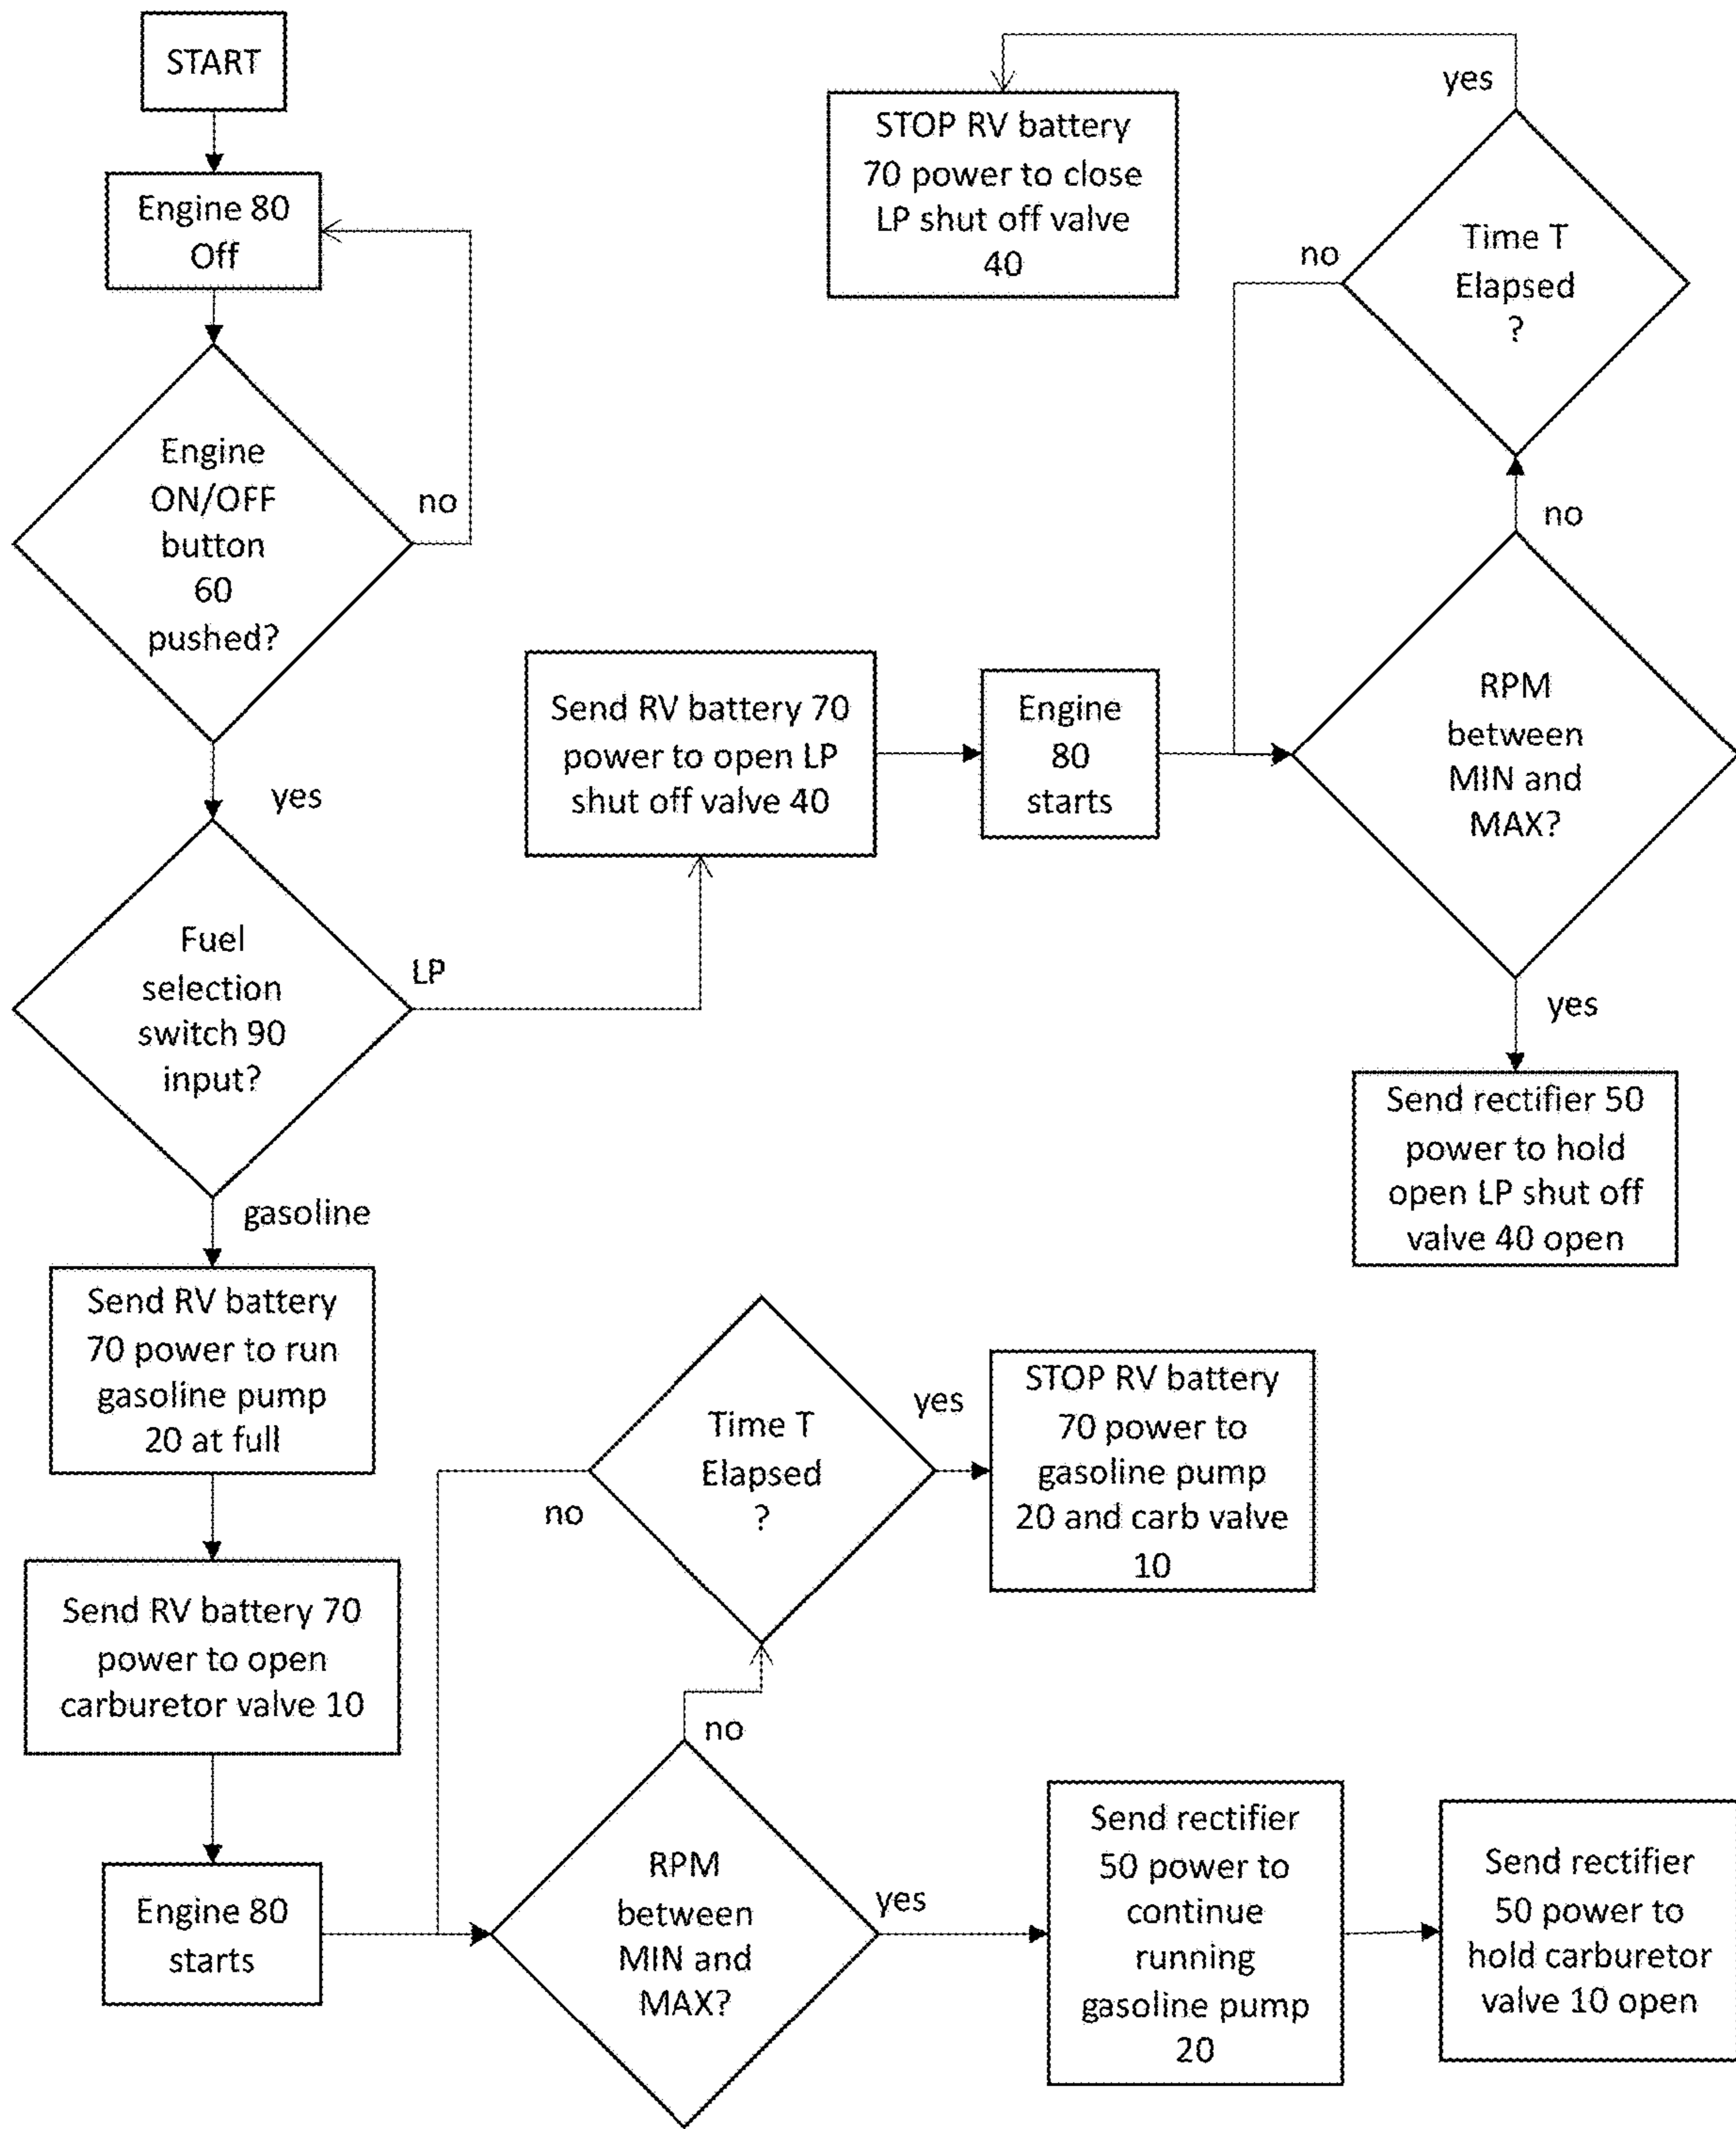 START
Engine 80
Off
Engine
ON/OFF
button
60
pushed?
no
yes
Fuel
selection
switch 90
input?
LP
gasoline
Send RV battery
70 power to run
gasoline pump
20 at full
Send RV battery 70
power to open
carburetor valve 10
Engine 80
starts
RPM
between
MIN and
MAX?
no
Time T
Elapsed
?
no
yes
STOP RV battery
70 power to
gasoline pump
20 and carb valve
10
yes
Send rectifier
50 power to
continue
running
gasoline pump
20
Send rectifier
50 power to
hold carburetor
valve 10 open
Send RV battery 70
power to open LP
shut off valve 40
Engine
80
starts
RPM
between
MIN and
MAX?
no
Time T
Elapsed
?
no
yes
STOP RV battery
70 power to close
LP shut off valve
40
yes
Send rectifier 50
power to hold
open LP shut off
valve 40 open